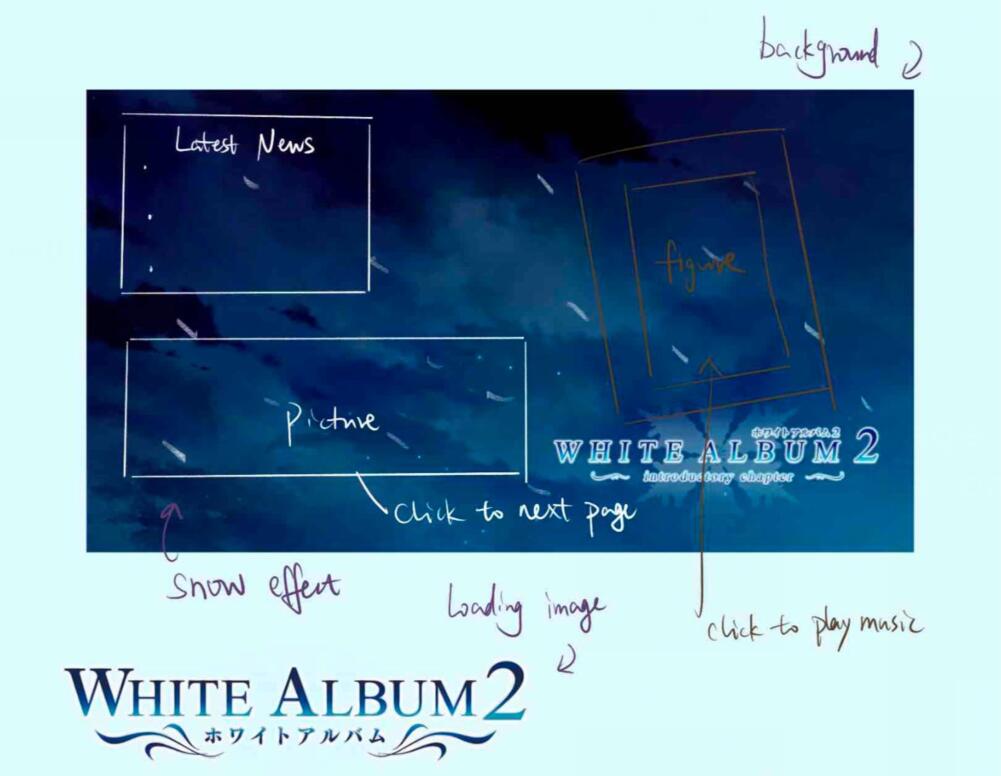 background
Latest News
figure
Picture
ホワイトアルバム2
WHITE ALBUM 2
introductory chapter
click to next page
snow effect
Loading image
click to play music
WHITE ALBUM 2
ホワイトアルバム